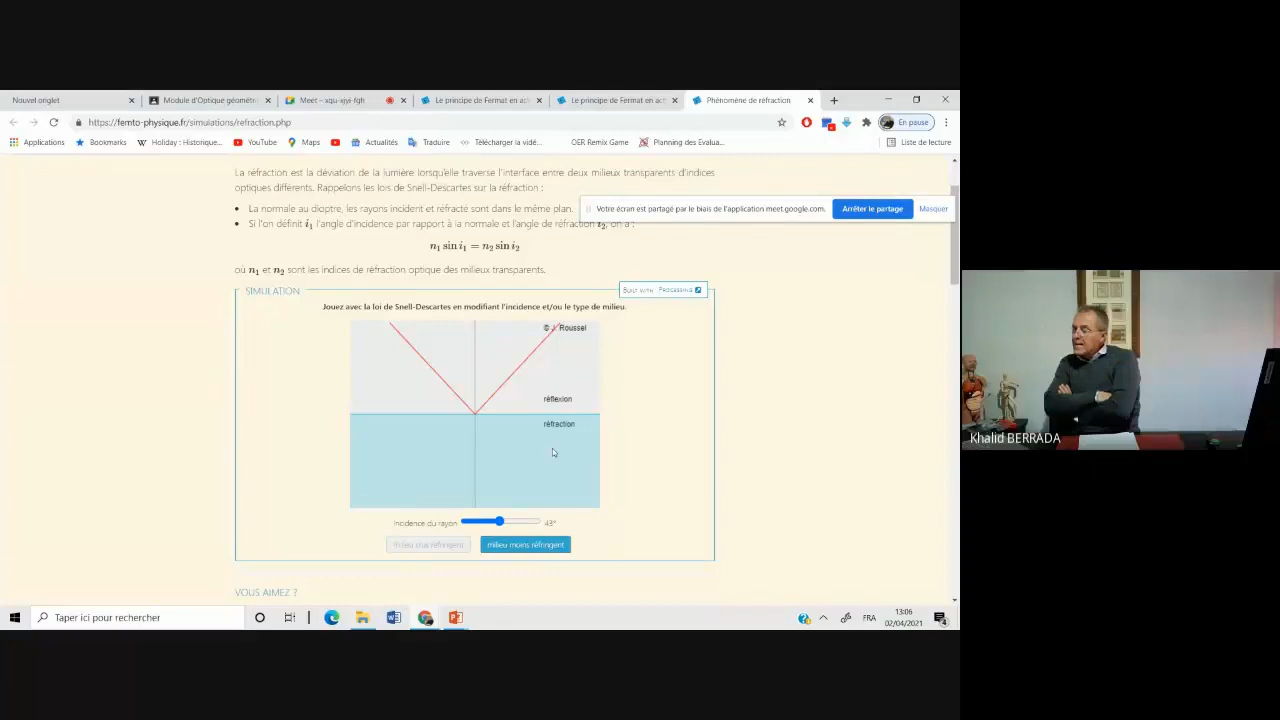 Nouvel onglet
Module d'Optique géométri
Meet – xqu-xjyi-fgh
Le principe de Fermat en act
Le principe de Fermat en act
Phénomène de réfraction
https://femto-physique.fr/simulations/refraction.php
En pause
Applications
Bookmarks
Holiday : Historique...
YouTube
Maps
Actualités
Traduire
Télécharger la vidé...
OER Remix Game
Planning des Evalua...
Liste de lecture
La réfraction est la déviation de la lumière lorsqu'elle traverse l'interface entre deux milieux transparents d'indices
optiques différents. Rappelons les lois de Snell-Descartes sur la réfraction :
• La normale au dioptre, les rayons incident et réfracté sont dans le même plan.
Votre écran est partagé par le biais de l'application meet.google.com.
Arrêter le partage
Masquer
• Si l'on définit i1 l'angle d'incidence par rapport à la normale et l'angle de réfraction i2, on a :
n1 sin i1 = n2 sin i2
où n1 et n2 sont les indices de réfraction optique des milieux transparents.
SIMULATION
Built with Processing
Jouez avec la loi de Snell-Descartes en modifiant l'incidence et/ou le type de milieu.
© J. Roussel
réflexion
réfraction
Incidence du rayon
43°
milieu plus réfringent
milieu moins réfringent
VOUS AIMEZ ?
Taper ici pour rechercher
FRA
13:06
02/04/2021
Khalid BERRADA